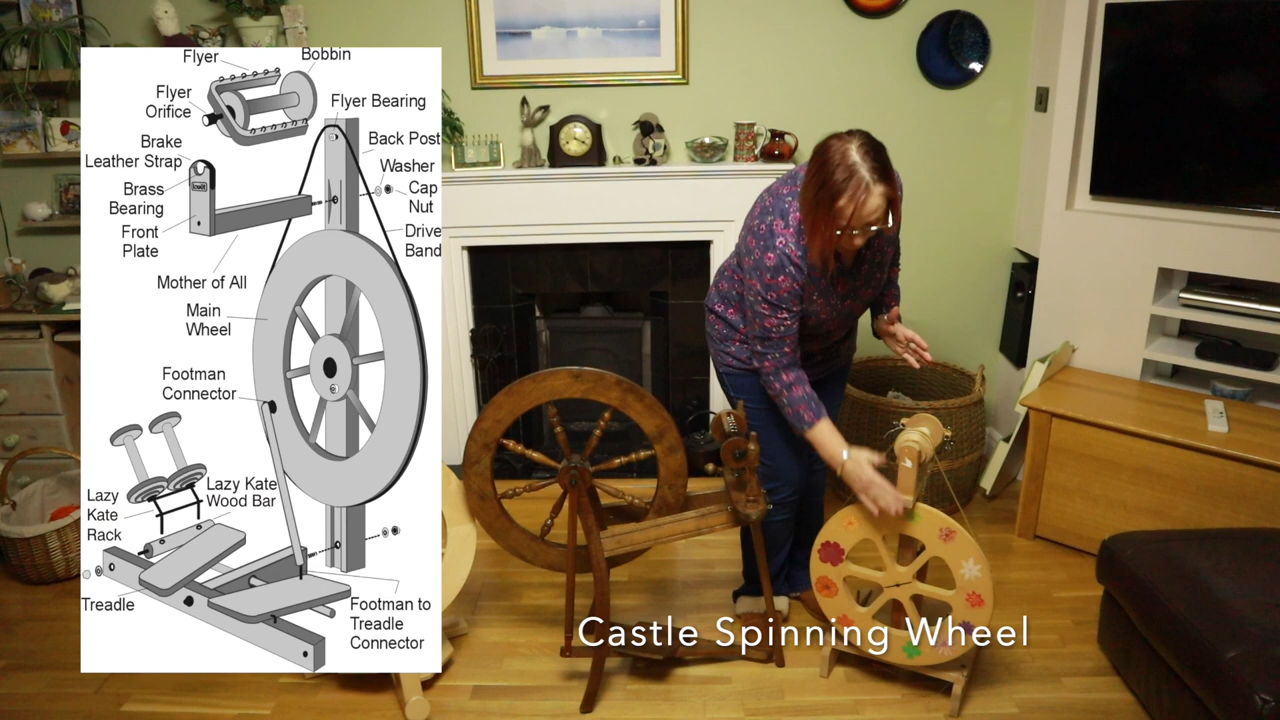 Flyer
Bobbin
Flyer
Orifice
Flyer Bearing
Brake
Leather Strap
Back Post
Washer
Brass
Bearing
Cap
Nut
Front
Plate
Drive
Band
Mother of All
Main
Wheel
Footman
Connector
Lazy
Kate
Rack
Lazy Kate
Wood Bar
Treadle
Footman to
Treadle
Connector
Castle Spinning Wheel